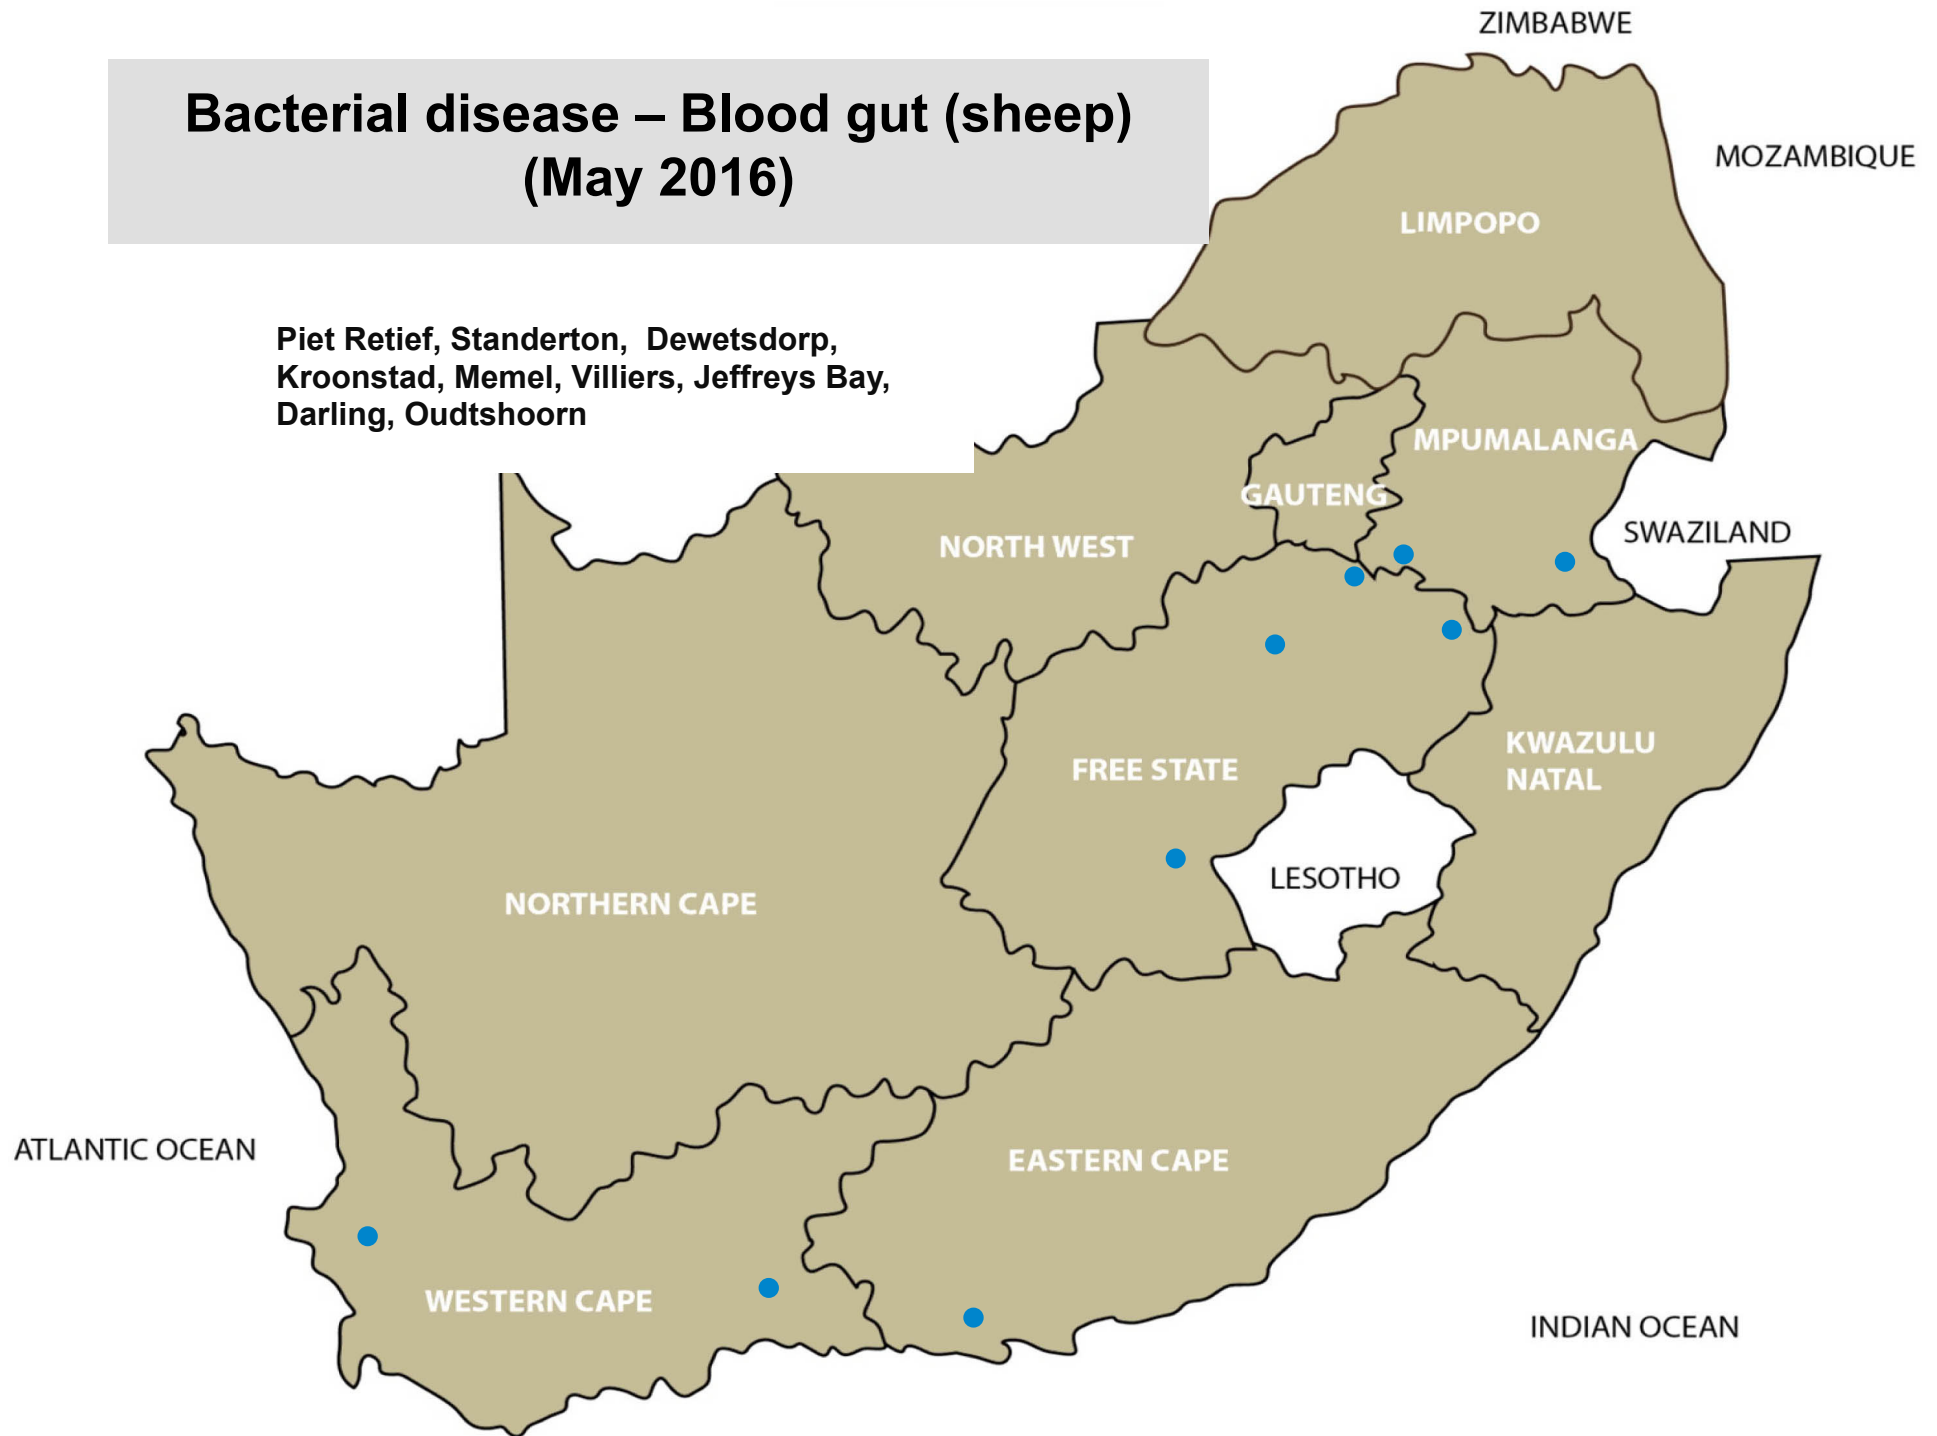 ZIMBABWE
Bacterial disease – Blood gut (sheep)
(May 2016)
MOZAMBIQUE
LIMPOPO
Piet Retief, Standerton,  Dewetsdorp,
Kroonstad, Memel, Villiers, Jeffreys Bay,
Darling, Oudtshoorn
MPUMALANGA
GAUTENG
SWAZILAND
NORTH WEST
KWAZULU
NATAL
FREE STATE
LESOTHO
NORTHERN CAPE
ATLANTIC OCEAN
EASTERN CAPE
WESTERN CAPE
INDIAN OCEAN